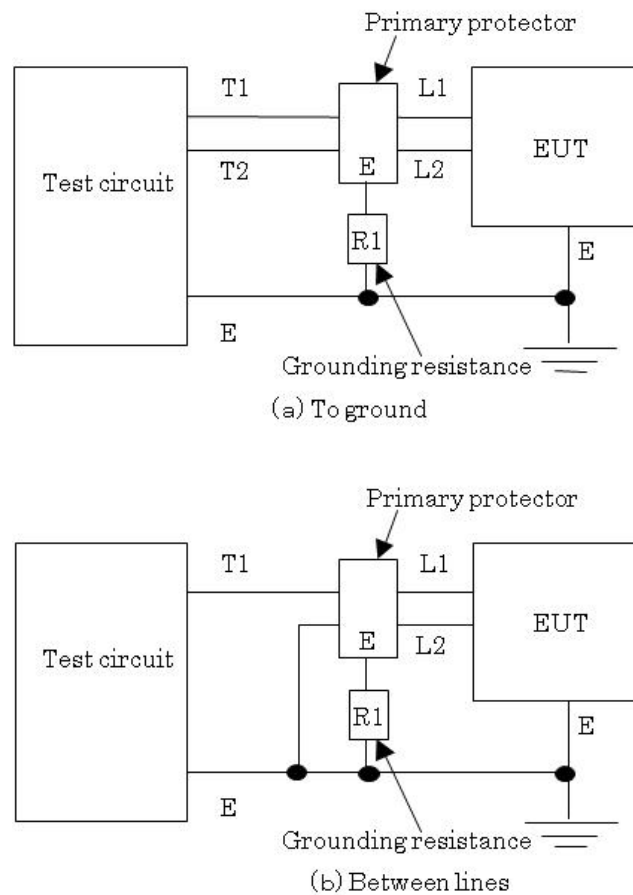 Primary protector
T1
L1
Test circuit
T2
E
L2
EUT
R1
E
E
Grounding resistance
(a) To ground
Primary protector
T1
L1
Test circuit
E
L2
EUT
R1
E
E
Grounding resistance
(b) Between lines